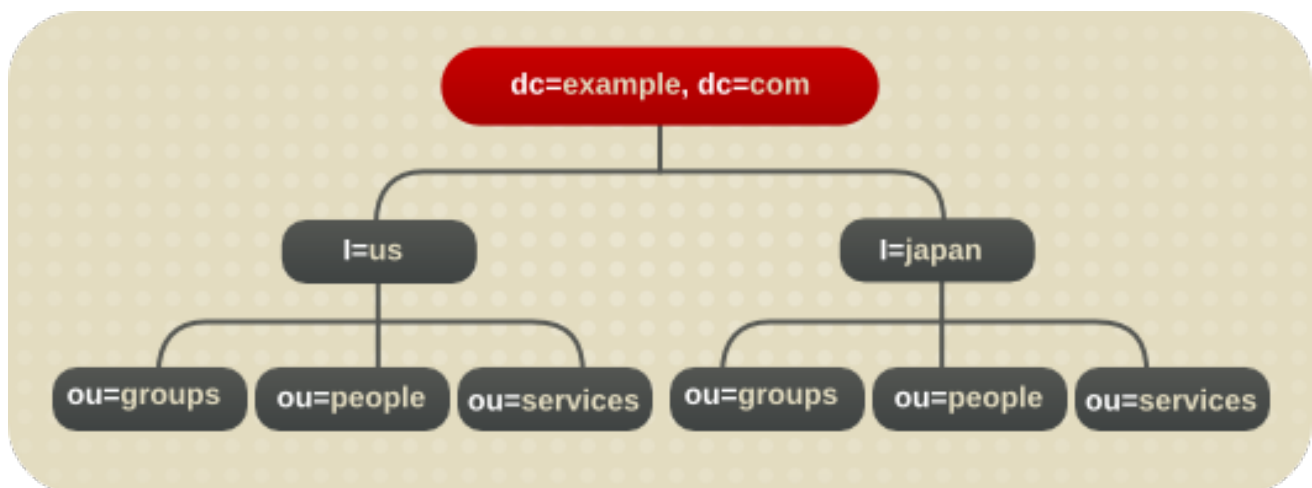 dc=example, dc=com
l=us
l=japan
ou=groups
ou=people
ou=services
ou=groups
ou=people
ou=services